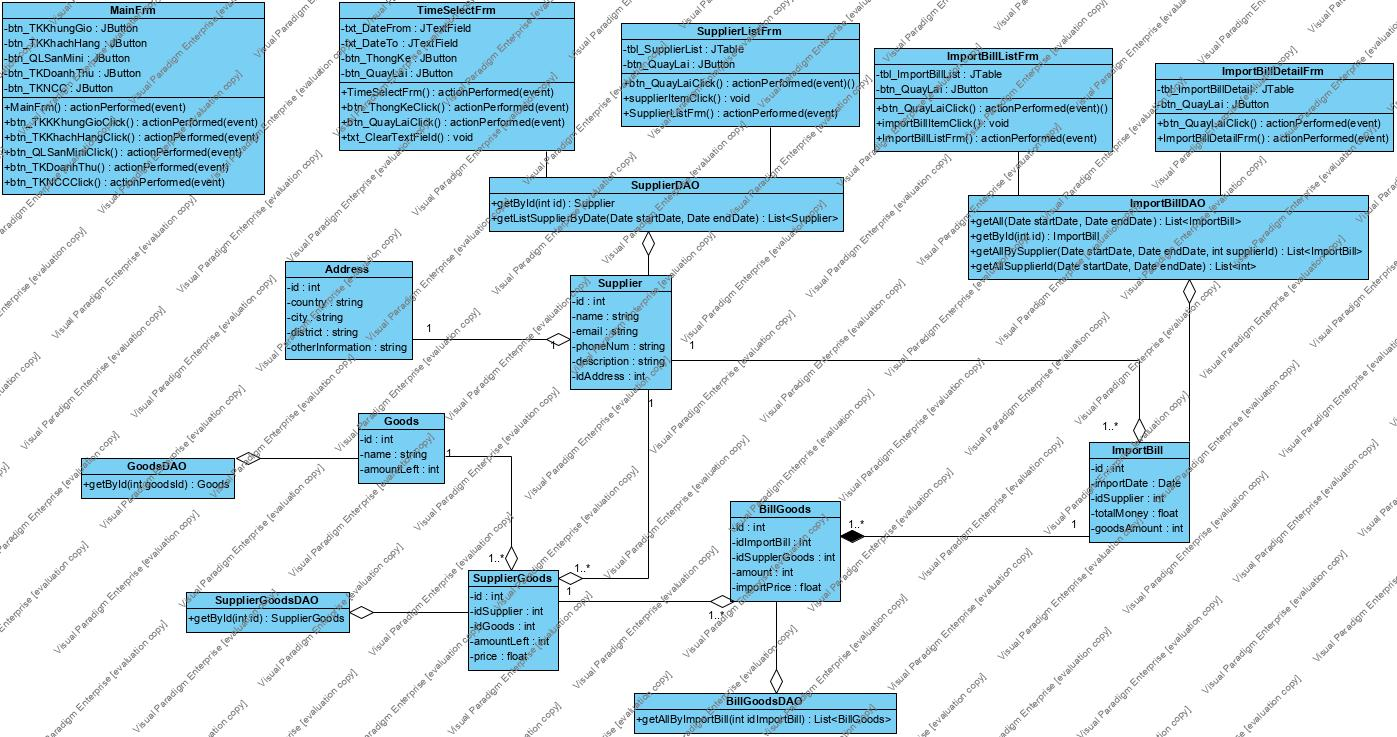 MainFrm
-btn_TKKhungGio : JButton
-btn_TKKhachHang : JButton
-btn_QLSanMini : JButton
-btn_TKDoanhThu : JButton
-btn_TKNCC : JButton
+MainFrm() : actionPerformed(event)
+btn_TKKKhungGioClick() : actionPerformed(event)
+btn_TKKhachHangClick() : actionPerformed(event)
+btn_QLSanMiniClick() : actionPerformed(event)
+btn_TKDoanhThu() : actionPerformed(event)
+btn_TKNCCClick() : actionPerformed(event)
TimeSelectFrm
-txt_DateFrom : JTextField
-txt_DateTo : JTextField
-btn_ThongKe : JButton
-btn_QuayLai : JButton
+TimeSelectFrm() : actionPerformed(event)
+btn_ThongKeClick() : actionPerformed(event)
+btn_QuayLaiClick() : actionPerformed(event)
+txt_ClearTextField() : void
SupplierListFrm
-tbl_SupplierList : JTable
-btn_QuayLai : JButton
+btn_QuayLaiClick() : actionPerformed(event)()
+supplierItemClick() : void
+SupplierListFrm() : actionPerformed(event)
ImportBillListFrm
-tbl_ImportBillList : JTable
-btn_QuayLai : JButton
+btn_QuayLaiClick() : actionPerformed(event)()
+importBillItemClick() : void
+ImportBillListFrm() : actionPerformed(event)
ImportBillDetailFrm
-tbl_ImportBillDetail : JTable
-btn_QuayLai : JButton
+btn_QuayLaiClick() : actionPerformed(event)
+ImportBillDetailFrm() : actionPerformed(event)
SupplierDAO
+getById(int id) : Supplier
+getListSupplierByDate(Date startDate, Date endDate) : List<Supplier>
ImportBillDAO
+getAll(Date startDate, Date endDate) : List<ImportBill>
+getById(int id) : ImportBill
+getAllBySupplier(Date startDate, Date endDate, int supplierId) : List<ImportBill>
+getAllSupplierId(Date startDate, Date endDate) : List<int>
Address
-id : int
-country : string
-city : string
-district : string
-otherInformation : string
1
1
Supplier
-id : int
-name : string
-email : string
-phoneNum : string
-description : string
-idAddress : int
1
1
1..*
Goods
-id : int
-name : string
-amountLeft : int
1
GoodsDAO
+getById(int goodsId) : Goods
ImportBill
-id : int
-importDate : Date
-idSupplier : int
-totalMoney : float
-goodsAmount : int
1
BillGoods
-id : int
-idImportBill : int
-idSupplerGoods : int
-amount : int
-importPrice : float
1..*
1..*
1..*
1..*
1
SupplierGoods
-id : int
-idSupplier : int
-idGoods : int
-amountLeft : int
-price : float
SupplierGoodsDAO
+getById(int id) : SupplierGoods
BillGoodsDAO
+getAllByImportBill(int idImportBill) : List<BillGoods>
Visual Paradigm Enterprise [evaluation copy]